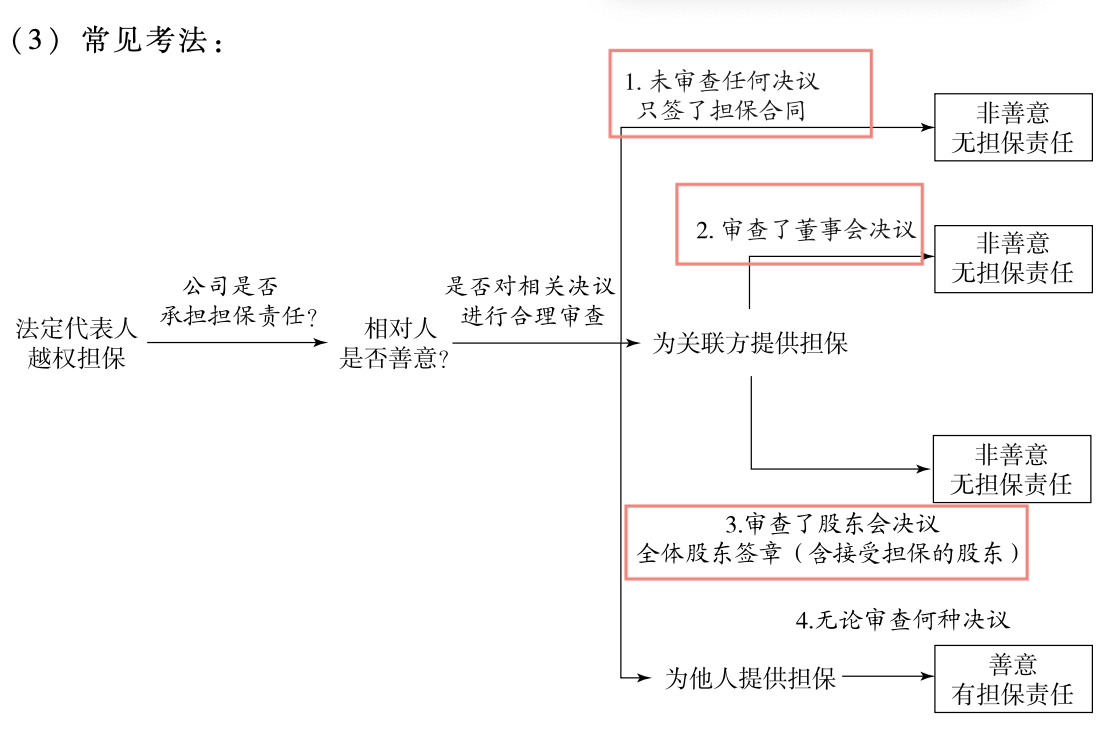 （3）常见考法：
1. 未审查任何决议
只签了担保合同
非善意
无担保责任
2. 审查了董事会决议
非善意
无担保责任
公司是否
承担担保责任?
是否对相关决议
进行合理审查
法定代表人
越权担保
相对人
是否善意?
为关联方提供担保
非善意
无担保责任
3.审查了股东会决议
全体股东签章（含接受担保的股东）
4.无论审查何种决议
为他人提供担保
善意
有担保责任